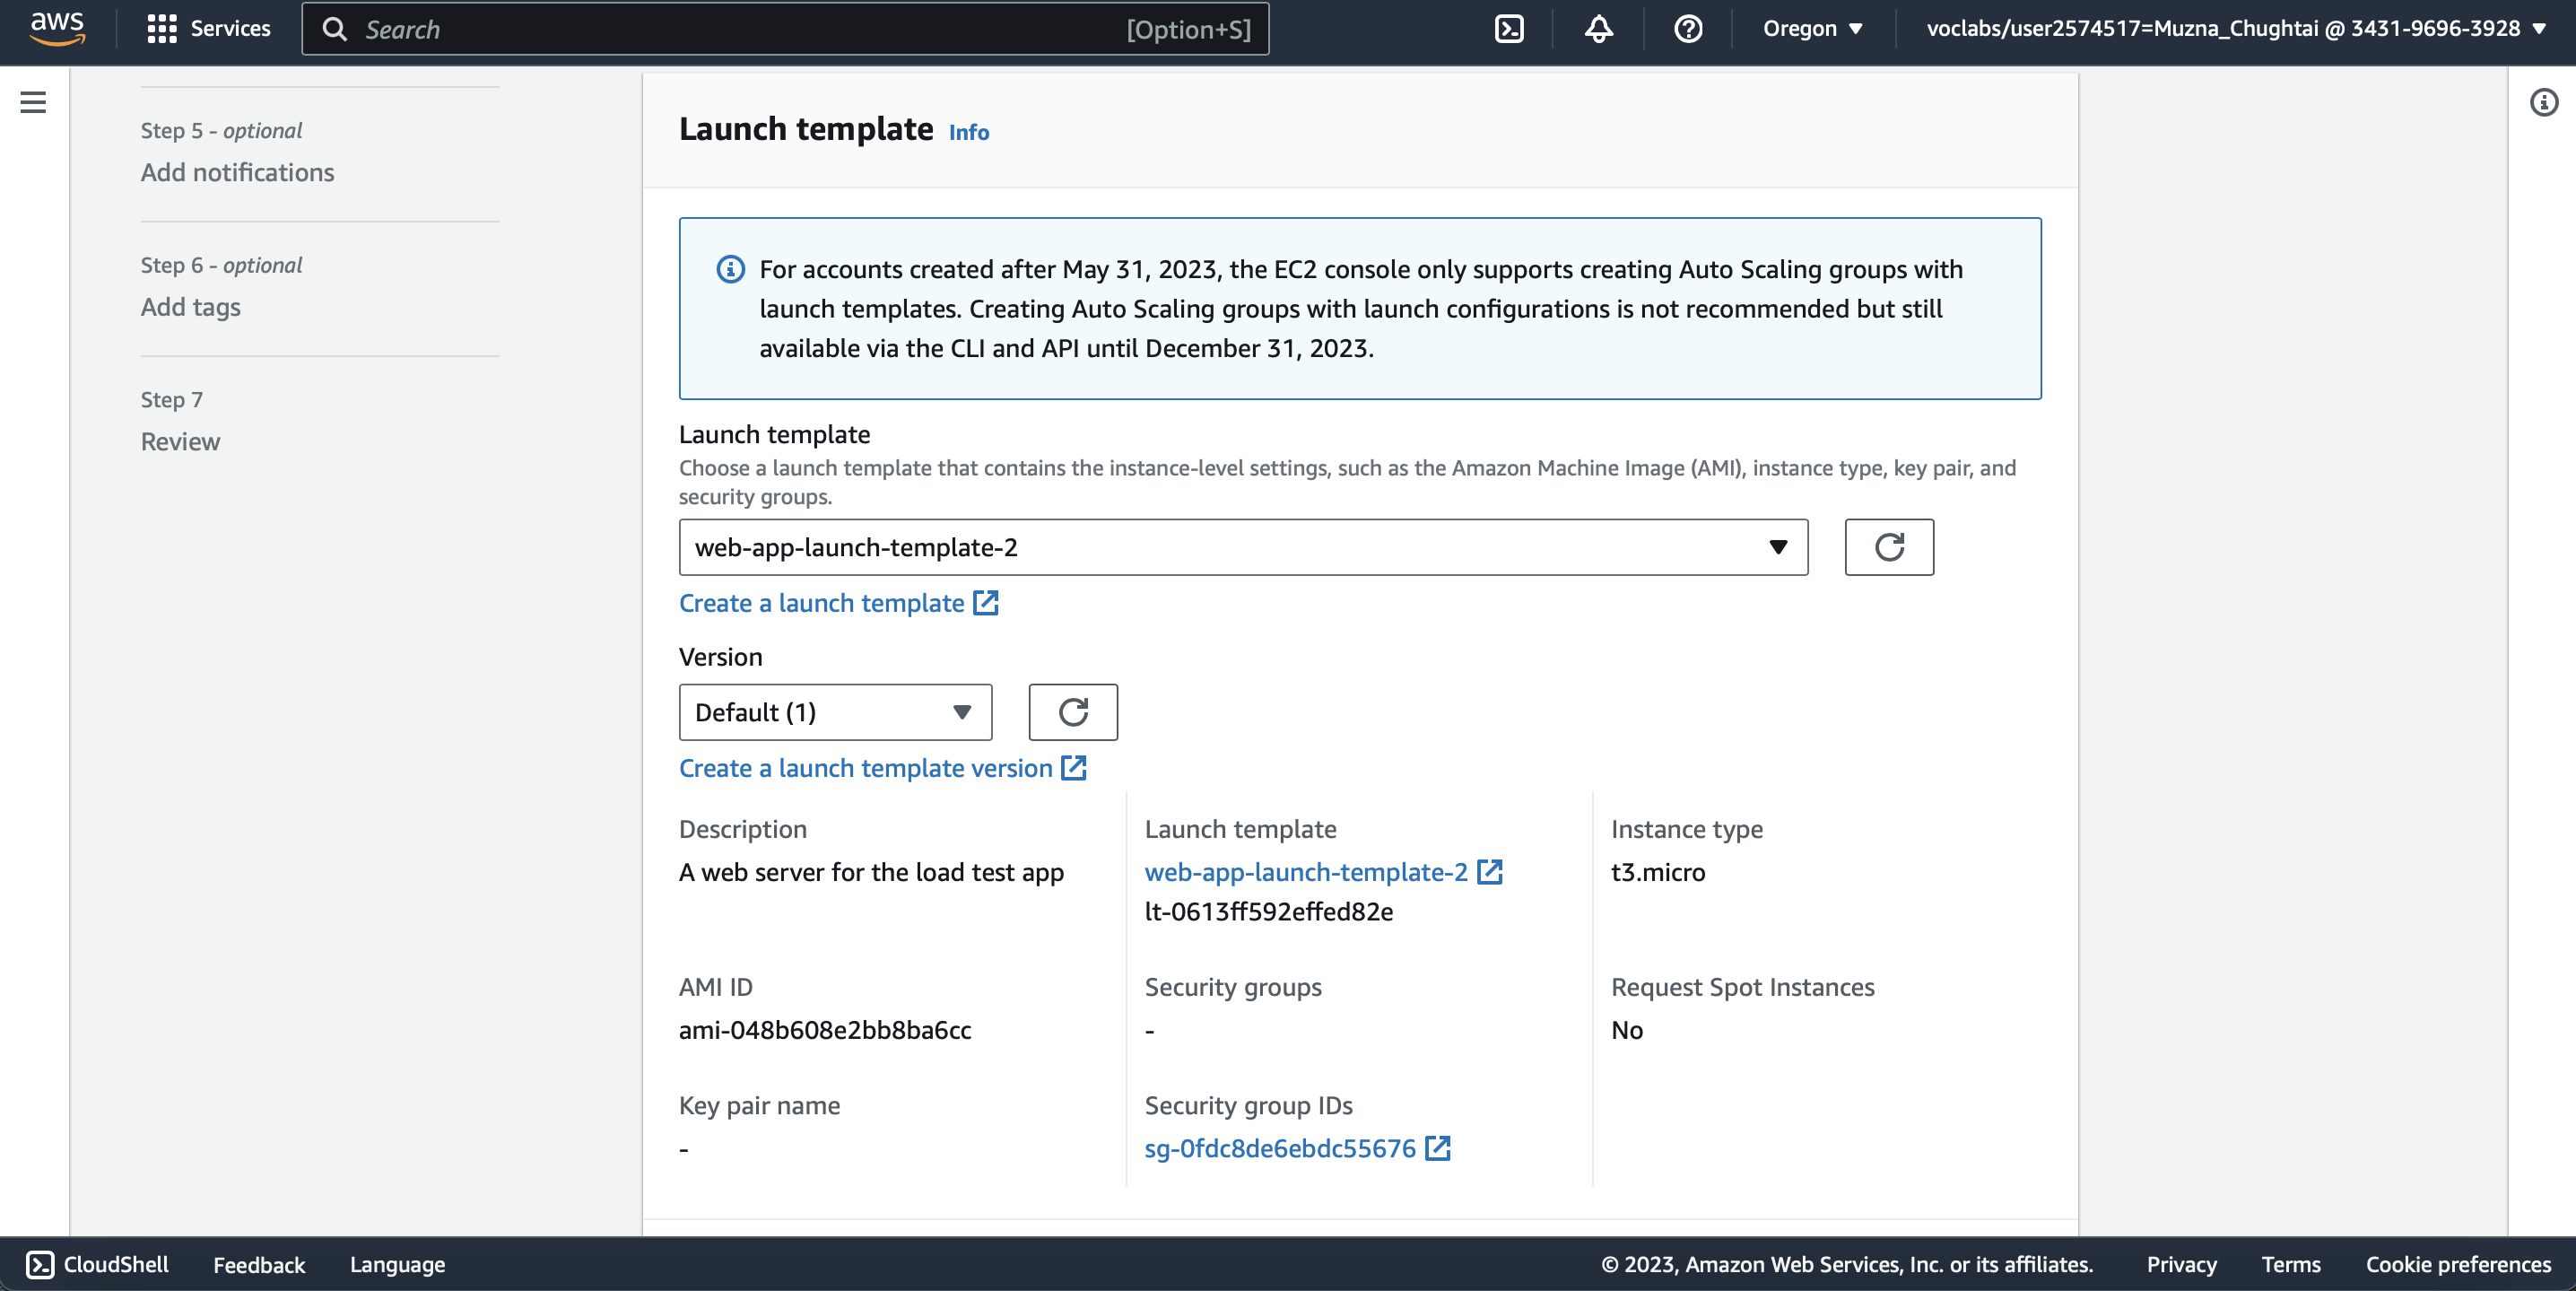 aws
Services
Search
[Option+S]
Oregon
voclabs/user2574517=Muzna_Chughtai @ 3431-9696-3928
Step 5 - optional
Add notifications
Step 6 - optional
Add tags
Step 7
Review
Launch template Info
For accounts created after May 31, 2023, the EC2 console only supports creating Auto Scaling groups with
launch templates. Creating Auto Scaling groups with launch configurations is not recommended but still
available via the CLI and API until December 31, 2023.
Launch template
Choose a launch template that contains the instance-level settings, such as the Amazon Machine Image (AMI), instance type, key pair, and
security groups.
web-app-launch-template-2
Create a launch template
Version
Default (1)
Create a launch template version
Description
A web server for the load test app
Launch template
web-app-launch-template-2
lt-0613ff592effed82e
Instance type
t3.micro
AMI ID
ami-048b608e2bb8ba6cc
Security groups
-
Request Spot Instances
No
Key pair name
-
Security group IDs
sg-0fdc8de6ebdc55676
CloudShell
Feedback
Language
© 2023, Amazon Web Services, Inc. or its affiliates.
Privacy
Terms
Cookie preferences